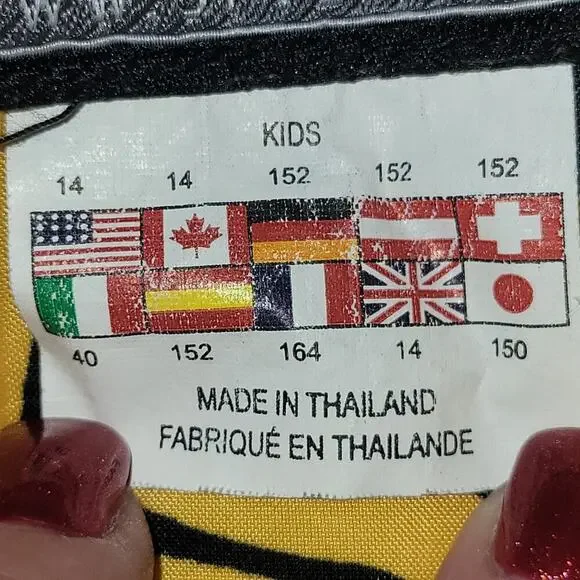 KIDS
14 14 152 152 152
40 152 164 14 150
MADE IN THAILAND
FABRIQUÉ EN THAILANDE